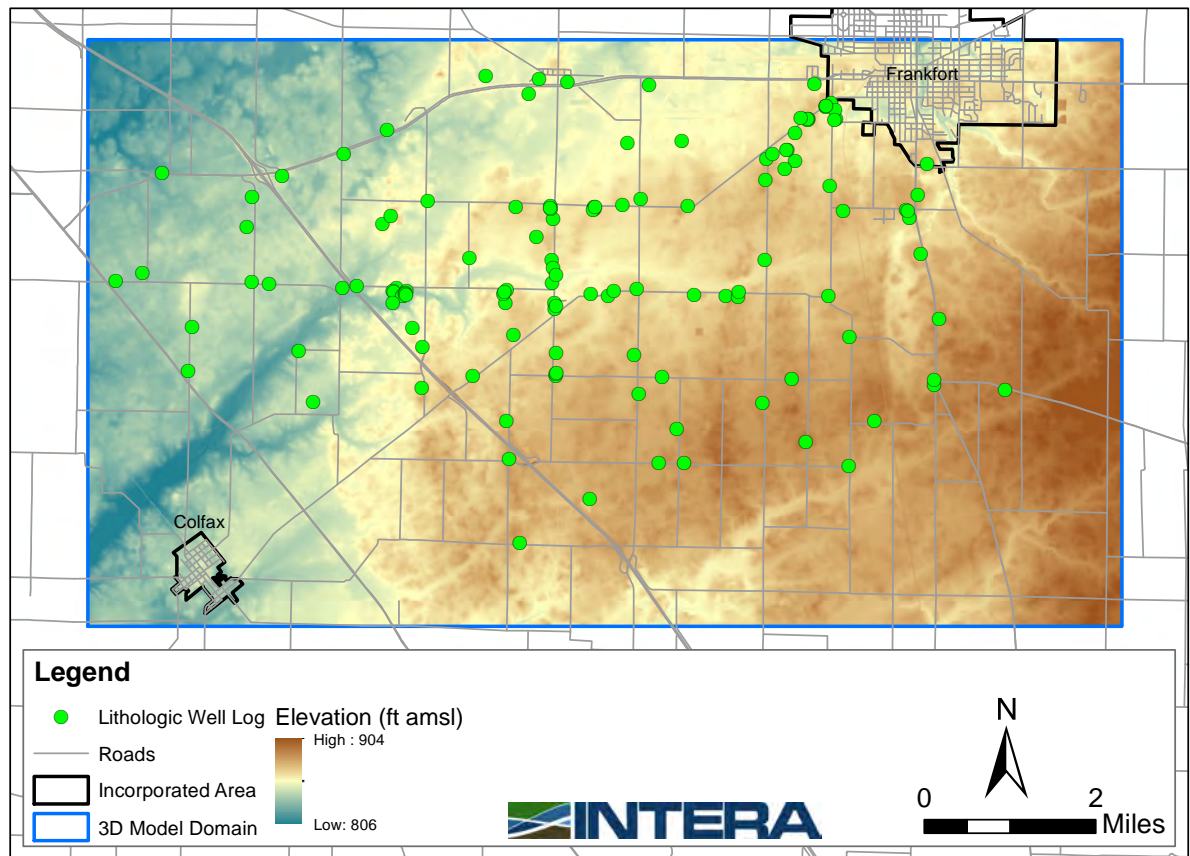 Frankfort
Colfax
Legend
Lithologic Well Log
Roads
Incorporated Area
3D Model Domain
Elevation (ft amsl)
High : 904
Low: 806
INTERA
N
0 2
Miles